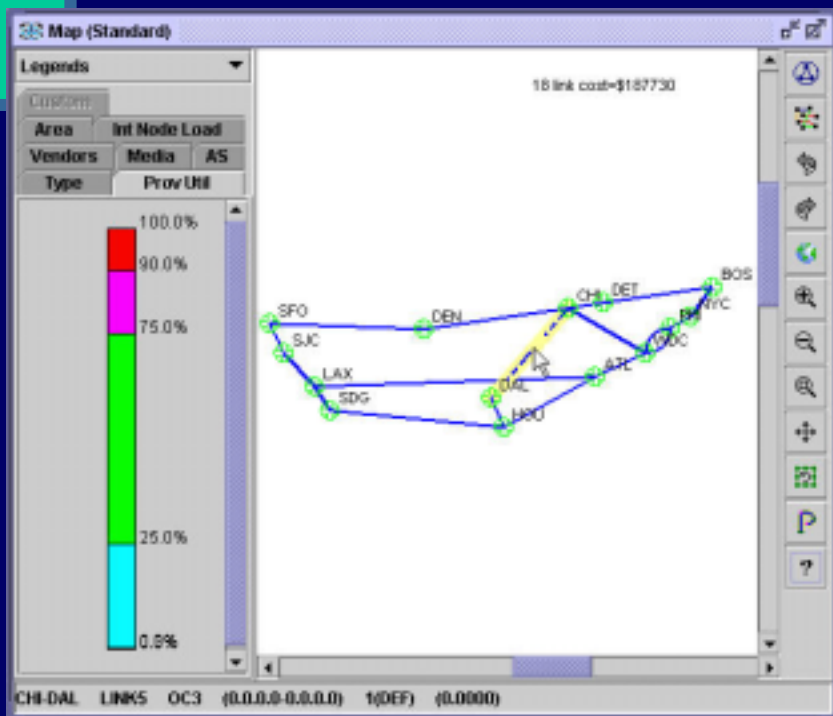 Map (Standard)
Legends
Custom
Area Int Node Load
Vendors Media AS
Type Prov Util
100.0%
90.0%
75.0%
25.0%
0.0%
18 link cost=$187730
BOS
CHI DET
NYC
SFO
DEN
SJC
WDC
LAX
ATL
DAL
SDG
HOU
P
?
CHI-DAL LINK5 OC3 (0.0.0.0-0.0.0.0) 1(DEF) (0.0000)